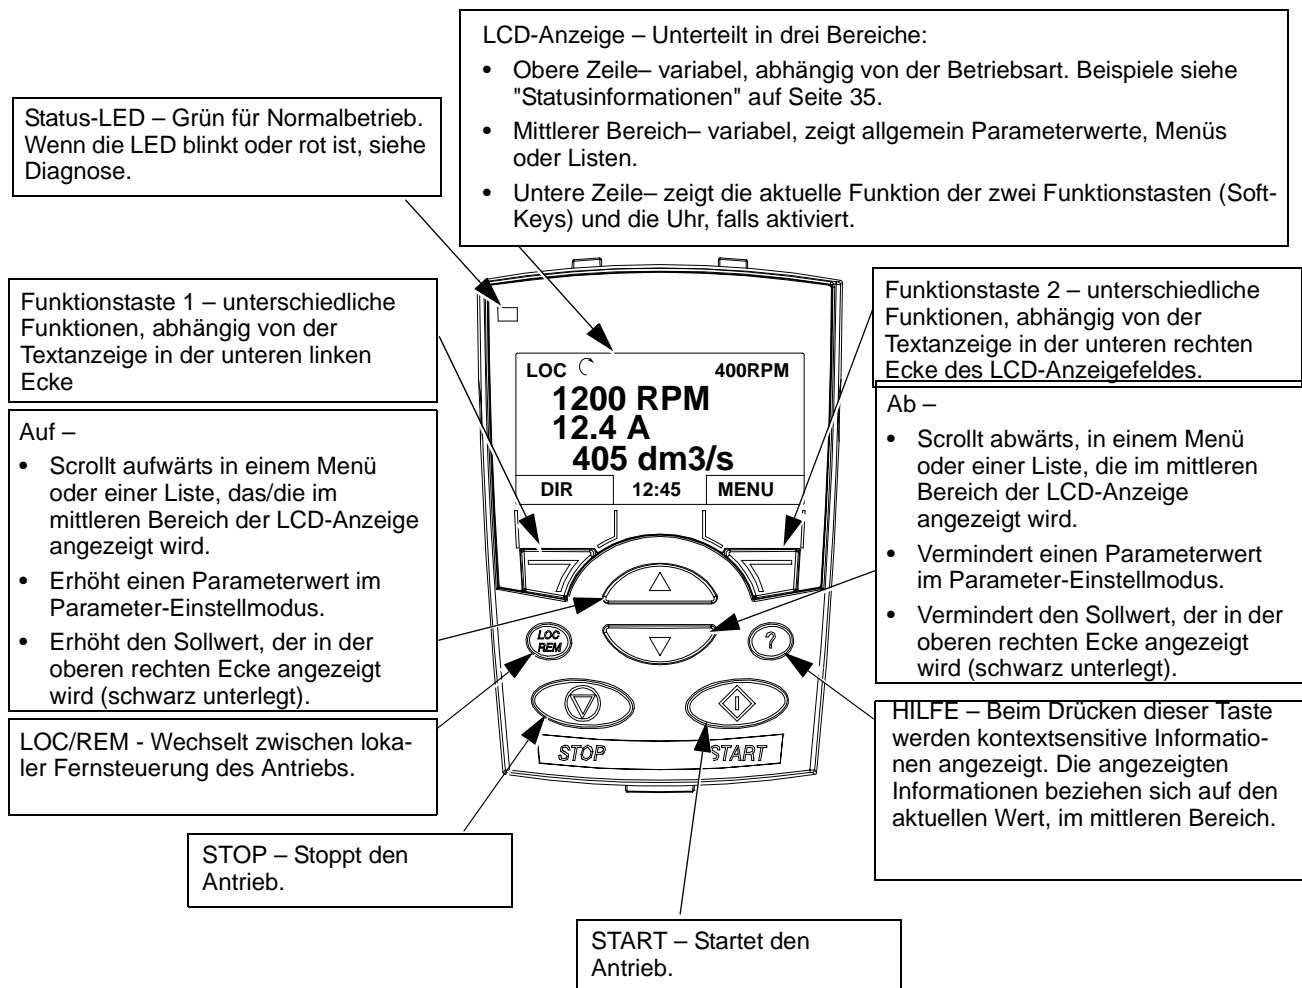 LCD-Anzeige – Unterteilt in drei Bereiche:
• Obere Zeile– variabel, abhängig von der Betriebsart. Beispiele siehe
"Statusinformationen" auf Seite 35.
• Mittlerer Bereich– variabel, zeigt allgemein Parameterwerte, Menüs
oder Listen.
• Untere Zeile– zeigt die aktuelle Funktion der zwei Funktionstasten (Soft-
Keys) und die Uhr, falls aktiviert.
Status-LED – Grün für Normalbetrieb.
Wenn die LED blinkt oder rot ist, siehe
Diagnose.
Funktionstaste 1 – unterschiedliche
Funktionen, abhängig von der
Textanzeige in der unteren linken
Ecke
Funktionstaste 2 – unterschiedliche
Funktionen, abhängig von der
Textanzeige in der unteren rechten
Ecke des LCD-Anzeigefeldes.
LOC 400RPM
1200 RPM
12.4 A
405 dm3/s
DIR 12:45 MENU
Auf –
• Scrollt aufwärts in einem Menü
oder einer Liste, das/die im
mittleren Bereich der LCD-Anzeige
angezeigt wird.
• Erhöht einen Parameterwert im
Parameter-Einstellmodus.
• Erhöht den Sollwert, der in der
oberen rechten Ecke angezeigt
wird (schwarz unterlegt).
Ab –
• Scrollt abwärts, in einem Menü
oder einer Liste, die im mittleren
Bereich der LCD-Anzeige
angezeigt wird.
• Vermindert einen Parameterwert
im Parameter-Einstellmodus.
• Vermindert den Sollwert, der in der
oberen rechten Ecke angezeigt
wird (schwarz unterlegt).
LOC
REM
?
STOP START
LOC/REM - Wechselt zwischen loka-
ler Fernsteuerung des Antriebs.
HILFE – Beim Drücken dieser Taste
werden kontextsensitive Informatio-
nen angezeigt. Die angezeigten
Informationen beziehen sich auf den
aktuellen Wert, im mittleren Bereich.
STOP – Stoppt den
Antrieb.
START – Startet den
Antrieb.